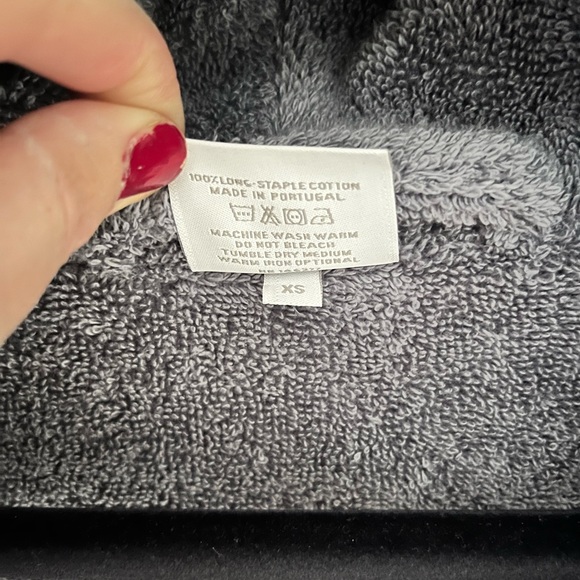 100% LONG-STAPLE COTTON
MADE IN PORTUGAL
MACHINE WASH WARM
DO NOT BLEACH
TUMBLE DRY MEDIUM
WARM IRON OPTIONAL
XS